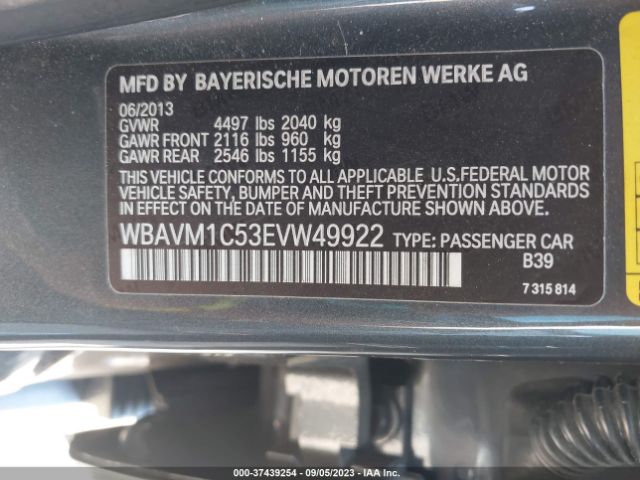 MFD BY BAYERISCHE MOTOREN WERKE AG
06/2013
GVWR 4497 lbs 2040 kg
GAWR FRONT 2116 lbs 960 kg
GAWR REAR 2546 lbs 1155 kg
THIS VEHICLE CONFORMS TO ALL APPLICABLE U.S.FEDERAL MOTOR
VEHICLE SAFETY, BUMPER AND THEFT PREVENTION STANDARDS
IN EFFECT ON THE DATE OF MANUFACTURE SHOWN ABOVE.
WBAVM1C53EVW49922 TYPE: PASSENGER CAR
B39
7 315 814
000-37439254 - 09/05/2023 - IAA Inc.